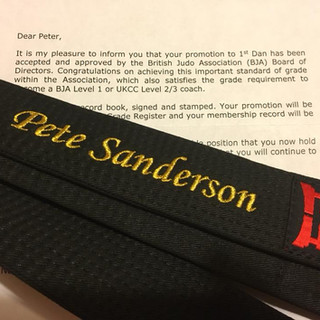 Dear Peter,
It is my pleasure to inform you that your promotion to 1st Dan has been
accepted and approved by the British Judo Association (BJA) Board of
Directors. Congratulations on achieving this important standard of grade
within the Association, which also satisfies the grade requirement to
a BJA Level 1 or UKCC Level 2/3 coach.
record book, signed and stamped. Your promotion will be
Grade Register and your membership record will be
position that you now hold
that you will continue to
Pete Sanderson